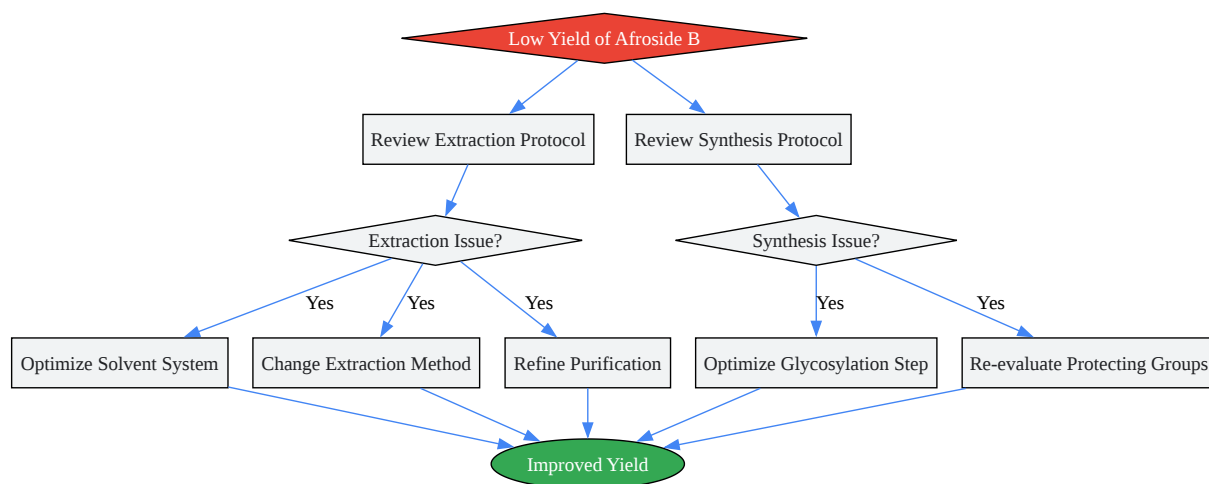 Low Yield of Afroside B
Review Extraction Protocol
Review Synthesis Protocol
Extraction Issue?
Synthesis Issue?
Yes
Yes
Yes
Yes
Yes
Optimize Solvent System
Change Extraction Method
Refine Purification
Optimize Glycosylation Step
Re-evaluate Protecting Groups
Improved Yield